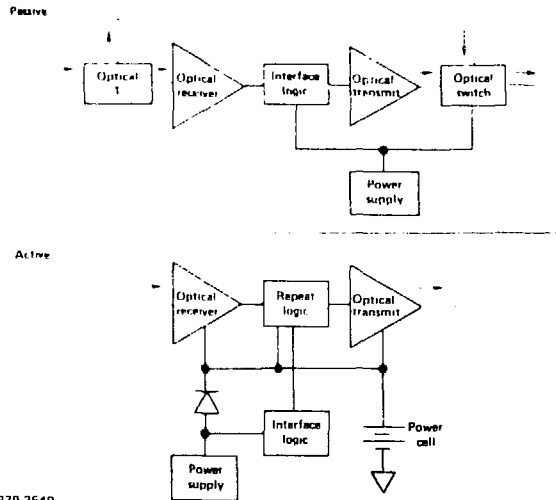 Passive
Optical
T
Optical
receiver
Interface
logic
Optical
transmit
Optical
switch
Power
supply
Active
Optical
receiver
Repeat
logic
Optical
transmit
Interface
logic
Power
cell
Power
supply